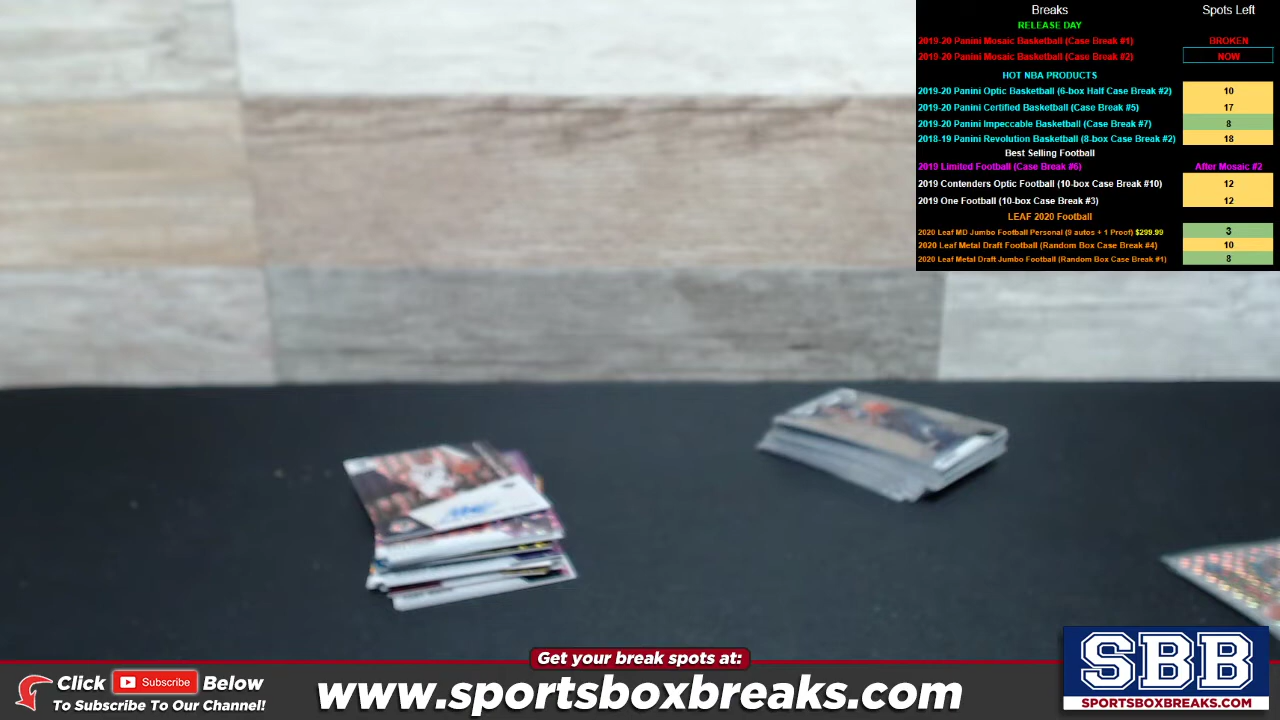 Breaks Spots Left
RELEASE DAY
2019-20 Panini Mosaic Basketball (Case Break #1) BROKEN
2019-20 Panini Mosaic Basketball (Case Break #2) NOW
HOT NBA PRODUCTS
2019-20 Panini Optic Basketball (6-box Half Case Break #2) 10
2019-20 Panini Certified Basketball (Case Break #5) 17
2019-20 Panini Impeccable Basketball (Case Break #7) 8
2018-19 Panini Revolution Basketball (8-box Case Break #2) 18
Best Selling Football
2019 Limited Football (Case Break #6) After Mosaic #2
2019 Contenders Optic Football (10-box Case Break #10) 12
2019 One Football (10-box Case Break #3) 12
LEAF 2020 Football
2020 Leaf MD Jumbo Football Personal (9 autos + 1 Proof) $299.99 3
2020 Leaf Metal Draft Football (Random Box Case Break #4) 10
2020 Leaf Metal Draft Jumbo Football (Random Box Case Break #1) 8
Get your break spots at:
Click Subscribe Below
To Subscribe To Our Channel!
www.sportsboxbreaks.com
SBB
SPORTSBOXBREAKS.COM